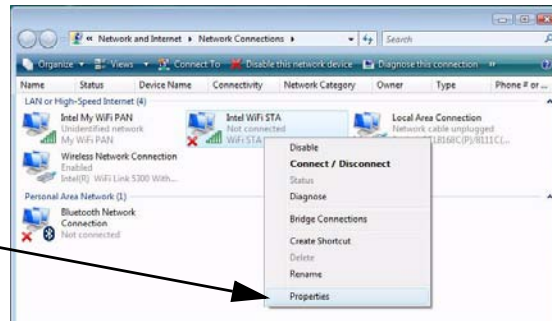 « Network and Internet ▸ Network Connections ▸
Search
Organize Views Connect To Disable this network device Diagnose this connection »
Name Status Device Name Connectivity Network Category Owner Type Phone # or ...
LAN or High-Speed Internet (4)
Intel My WiFi PAN
Unidentified network
My WiFi PAN
Intel WiFi STA
Not connected
WiFi STA
Local Area Connection
Network cable unplugged
Wireless Network Connection
Enabled
Intel(R) WiFi Link 5300 With...
Personal Area Network (1)
Bluetooth Network
Connection
Not connected
Disable
Connect / Disconnect
Status
Diagnose
Bridge Connections
Create Shortcut
Delete
Rename
Properties